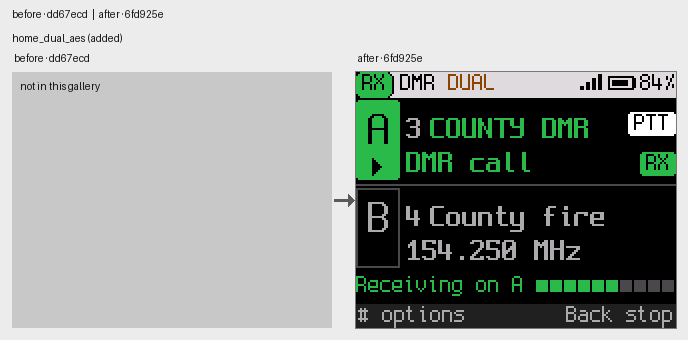 before·dd67ecd | after·6fd925e
home_dual_aes (added)
before·dd67ecd
not in this gallery
after·6fd925e
RX DMR DUAL 84%
A 3 COUNTY DMR PTT
DMR call RX
B 4 County fire
154.250 MHz
Receiving on A
# options Back stop